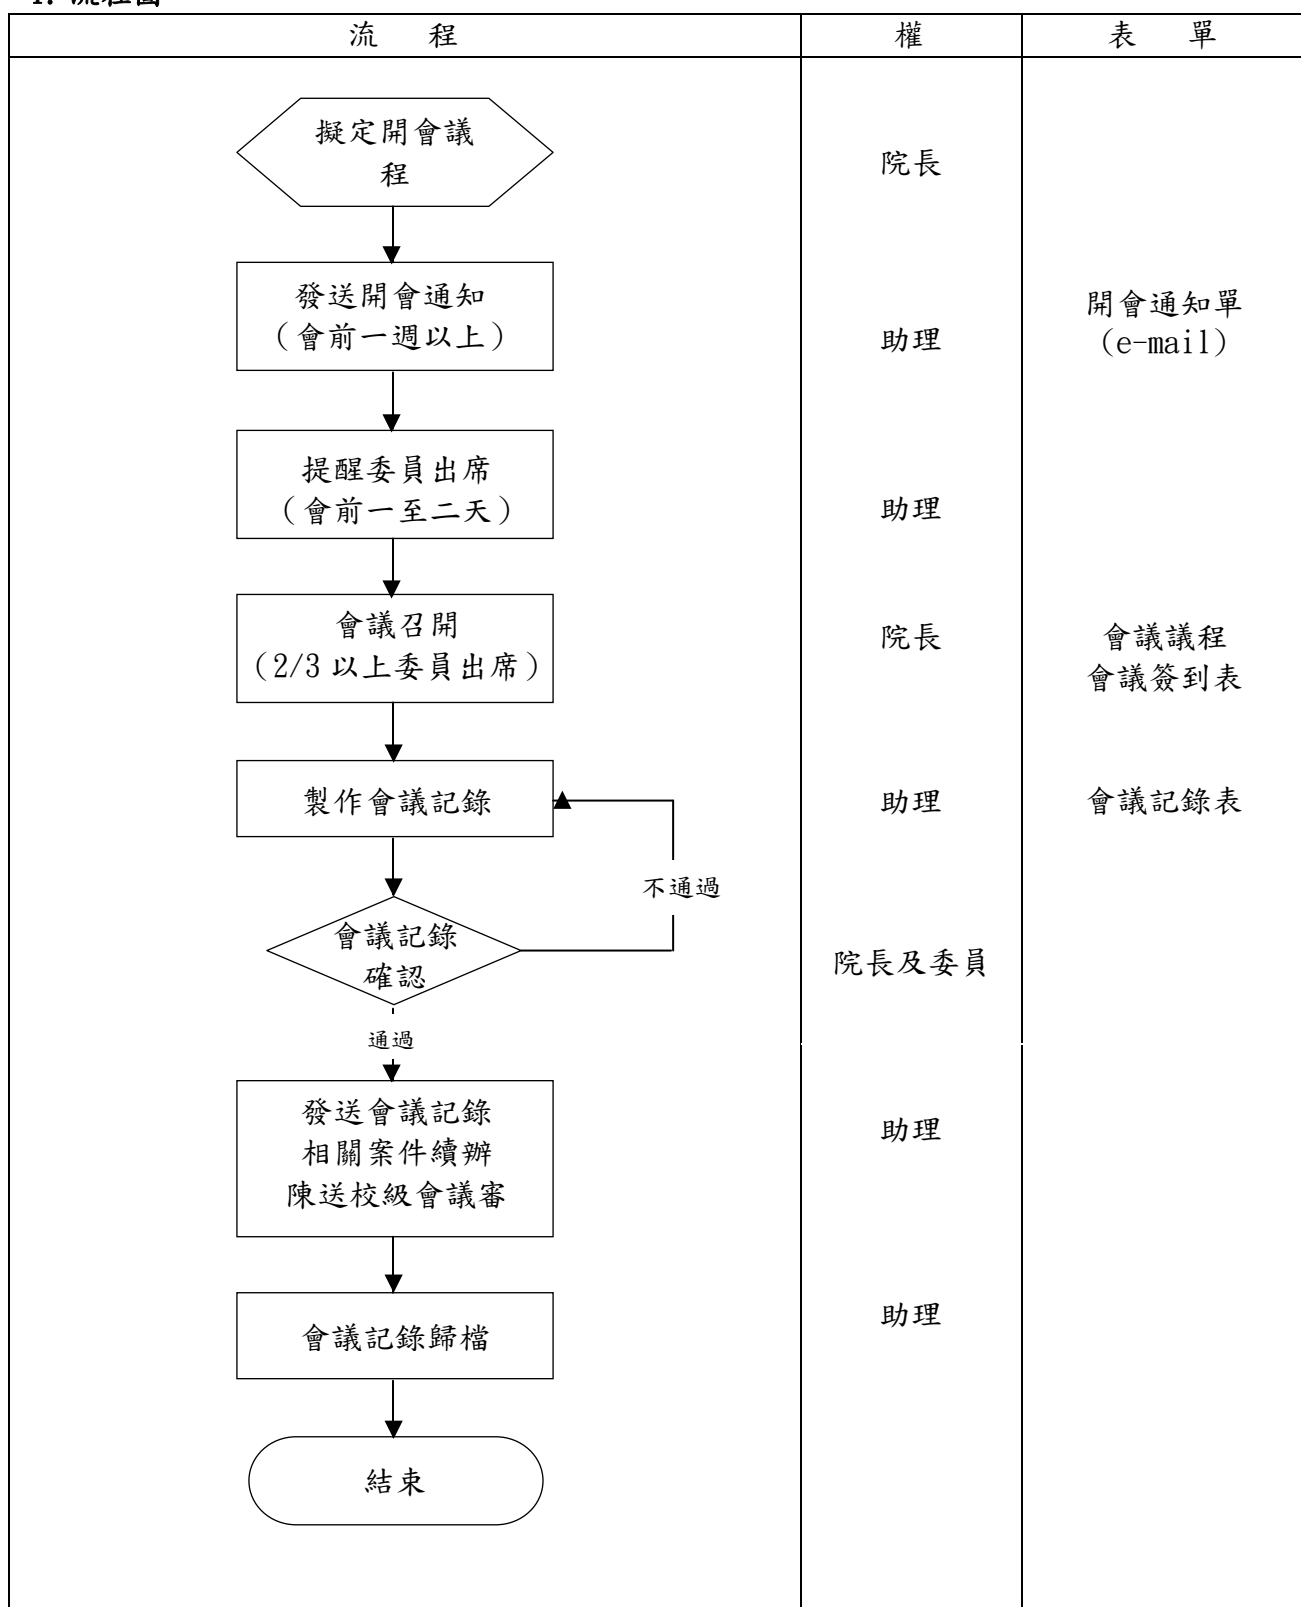 1. 流程圖
流 程
權
表 單
擬定開會議
程
院長
發送開會通知
(會前一週以上)
助理
開會通知單
(e-mail)
提醒委員出席
(會前一至二天)
助理
會議召開
(2/3 以上委員出席)
院長
會議議程
會議簽到表
製作會議記錄
助理
會議記錄表
不通過
會議記錄
確認
院長及委員
通過
發送會議記錄
相關案件續辦
陳送校級會議審
助理
會議記錄歸檔
助理
結束